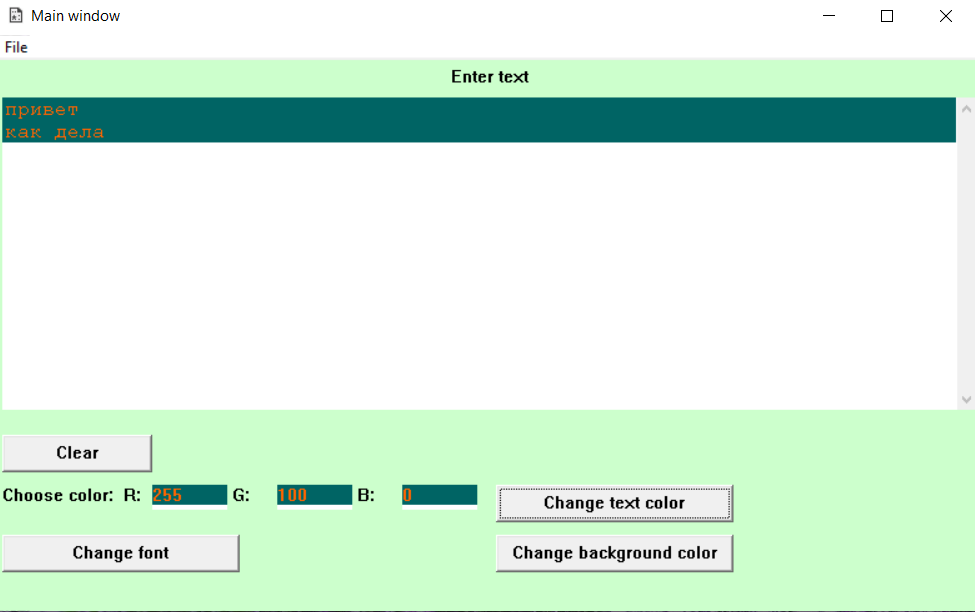 Main window
File
Enter text
привет
как дела
Clear
Choose color: R: 255 G: 100 B: 0
Change text color
Change font
Change background color